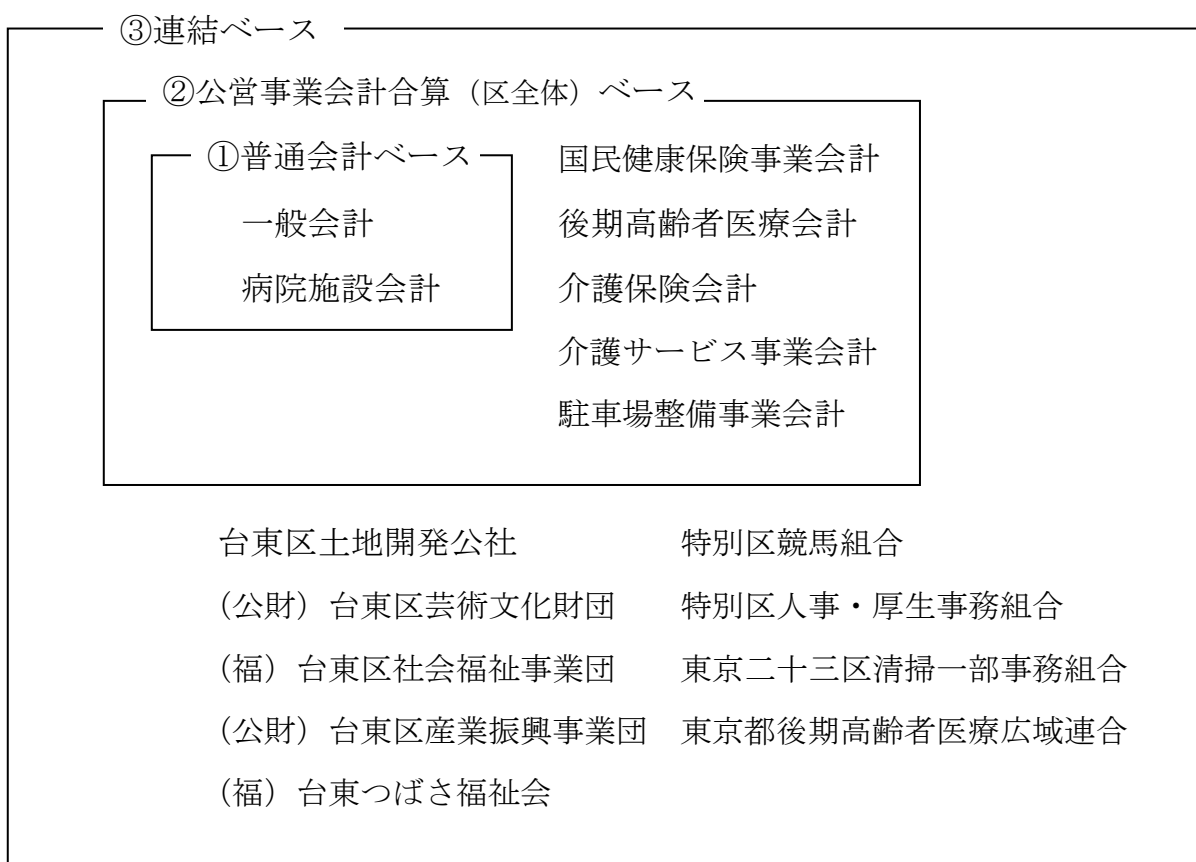 ③連結ベース
②公営事業会計合算（区全体）ベース
①普通会計ベース
一般会計
病院施設会計
国民健康保険事業会計
後期高齢者医療会計
介護保険会計
介護サービス事業会計
駐車場整備事業会計
台東区土地開発公社
（公財）台東区芸術文化財団
（福）台東区社会福祉事業団
（公財）台東区産業振興事業団
（福）台東つばさ福祉会
特別区競馬組合
特別区人事・厚生事務組合
東京二十三区清掃一部事務組合
東京都後期高齢者医療広域連合